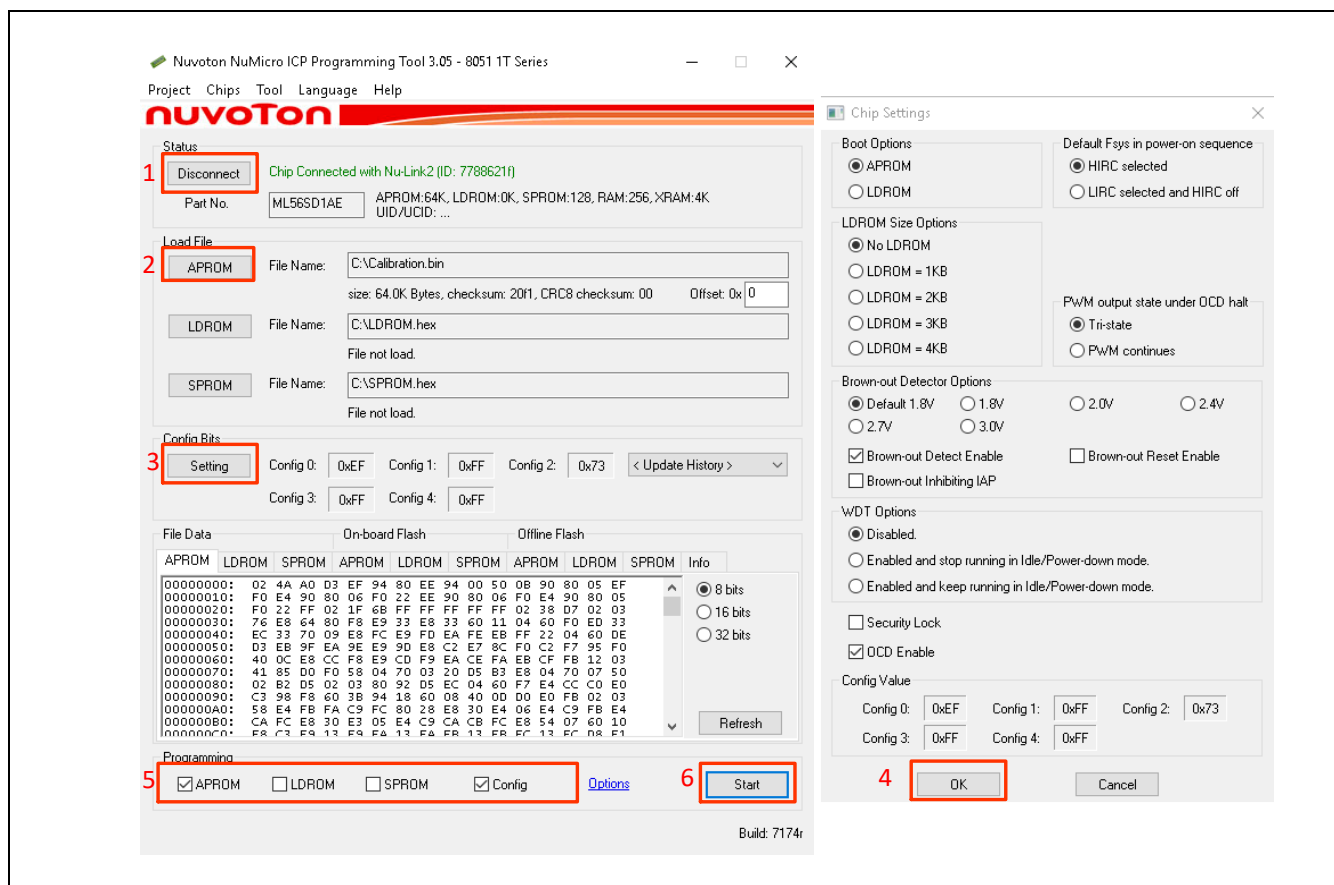 Nuvoton NuMicro ICP Programming Tool 3.05 - 8051 1T Series
Project Chips Tool Language Help
nuvoTon
Status
1 Disconnect Chip Connected with Nu-Link2 (ID: 7788621f)
Part No. ML56SD1AE APROM:64K, LDROM:0K, SPROM:128, RAM:256, XRAM:4K
UID/UCID: ...
Load File
2 APROM File Name: C:\Calibration.bin
size: 64.0K Bytes, checksum: 20f1, CRC8 checksum: 00 Offset: 0x 0
LDROM File Name: C:\LDROM.hex
File not load.
SPROM File Name: C:\SPROM.hex
File not load.
Config Bits
3 Setting Config 0: 0xEF Config 1: 0xFF Config 2: 0x73 < Update History >
Config 3: 0xFF Config 4: 0xFF
File Data On-board Flash Offline Flash
APROM LDROM SPROM APROM LDROM SPROM APROM LDROM SPROM Info
00000000: 02 4A A0 D3 EF 94 80 EE 94 00 50 0B 90 80 05 EF
00000010: F0 E4 90 80 06 F0 22 EE 90 80 06 F0 E4 90 80 05
00000020: F0 22 FF 02 1F 6B FF FF FF FF FF 02 38 D7 02 03
00000030: 76 E8 64 80 F8 E9 33 E8 33 60 11 04 60 F0 ED 33
00000040: EC 33 70 09 E8 FC E9 FD EA FE EB FF 22 04 60 DE
00000050: D3 EB 9F EA 9E E9 9D E8 C2 E7 8C F0 C2 F7 95 F0
00000060: 40 0C E8 CC F8 E9 CD F9 EA CE FA EB CF FB 12 03
00000070: 41 85 D0 F0 58 04 70 03 20 D5 B3 E8 04 70 07 50
00000080: 02 B2 D5 02 03 80 92 D5 EC 04 60 F7 E4 CC C0 E0
00000090: C3 98 F8 60 3B 94 18 60 08 40 0D D0 E0 FB 02 03
000000A0: 58 E4 FB FA C9 FC 80 28 E8 30 E4 06 E4 C9 FB E4
000000B0: CA FC E8 30 E3 05 E4 C9 CA CB FC E8 54 07 60 10
000000C0: F8 C3 E9 13 F9 EA 13 FA EB 13 FB EC 13 FC D8 F1
8 bits
16 bits
32 bits
Refresh
Programming
5 APROM LDROM SPROM Config Options 6 Start
Build: 7174r
Chip Settings
Boot Options
APROM
LDROM
Default Fsys in power-on sequence
HIRC selected
LIRC selected and HIRC off
LDROM Size Options
No LDROM
LDROM = 1KB
LDROM = 2KB
LDROM = 3KB
LDROM = 4KB
PWM output state under OCD halt
Tri-state
PWM continues
Brown-out Detector Options
Default 1.8V 1.8V 2.0V 2.4V
2.7V 3.0V
Brown-out Detect Enable Brown-out Reset Enable
Brown-out Inhibiting IAP
WDT Options
Disabled.
Enabled and stop running in Idle/Power-down mode.
Enabled and keep running in Idle/Power-down mode.
Security Lock
OCD Enable
Config Value
Config 0: 0xEF Config 1: 0xFF Config 2: 0x73
Config 3: 0xFF Config 4: 0xFF
4 OK Cancel